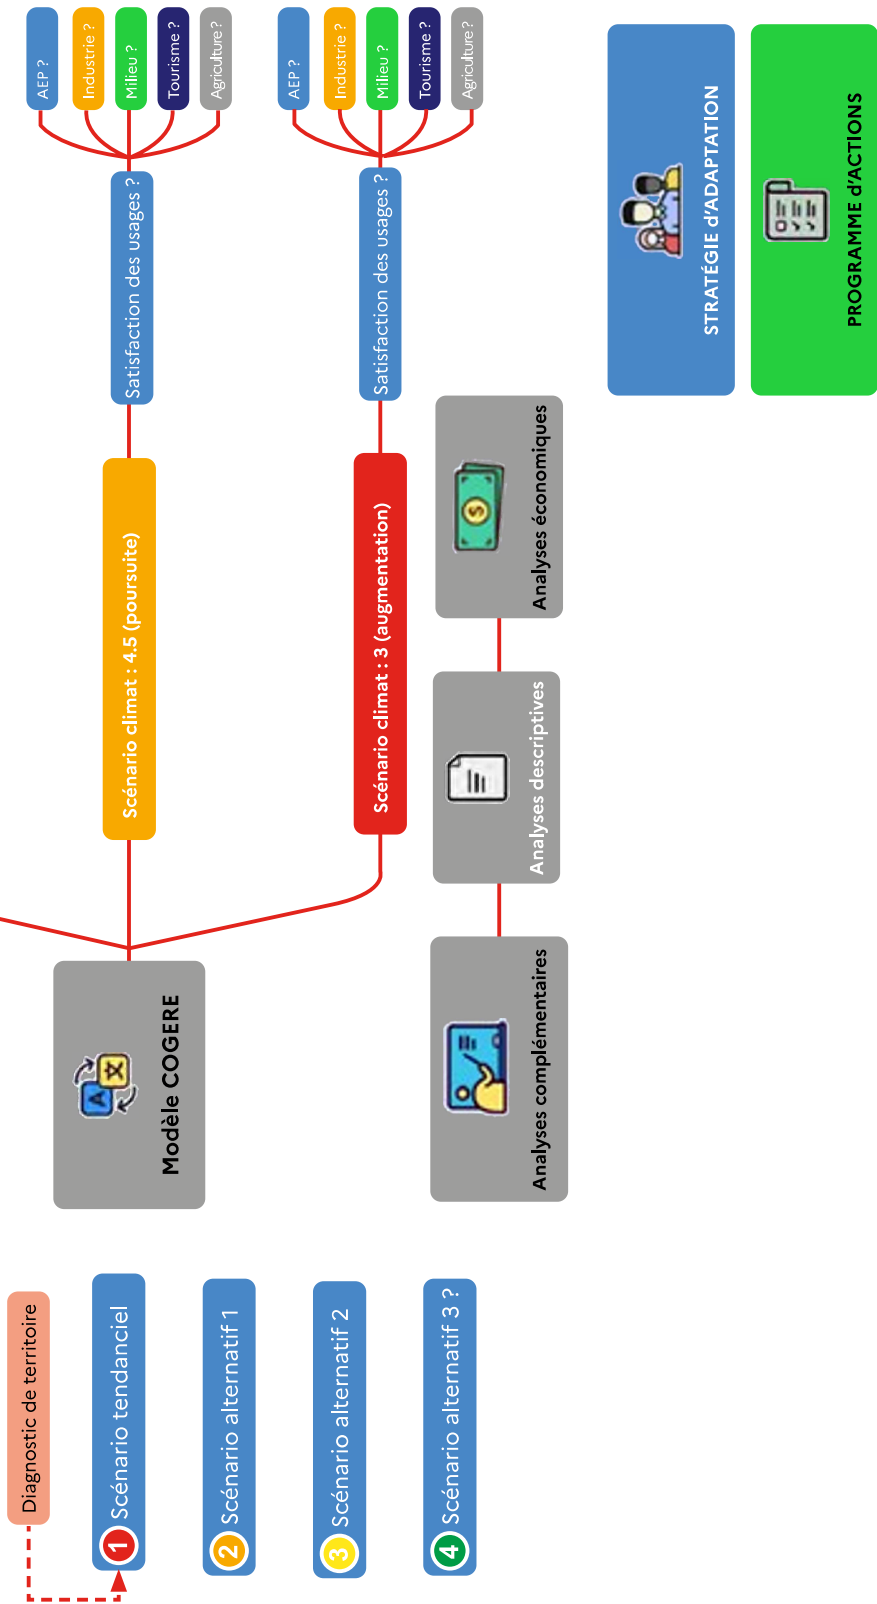 Diagnostic de territoire
1 Scénario tendanciel
2 Scénario alternatif 1
3 Scénario alternatif 2
4 Scénario alternatif 3 ?
Modèle COGERE
Scénario climat : 4.5 (poursuite)
Satisfaction des usages ?
AEP ?
Industrie ?
Milieu ?
Tourisme ?
Agriculture ?
Scénario climat : 3 (augmentation)
Satisfaction des usages ?
AEP ?
Industrie ?
Milieu ?
Tourisme ?
Agriculture ?
Analyses complémentaires
Analyses descriptives
Analyses économiques
STRATÉGIE d'ADAPTATION
PROGRAMME d'ACTIONS